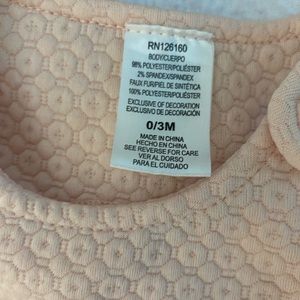 RN126160
BODY/CUERPO
98% POLYESTER/POLIÉSTER
2% SPANDEX/SPANDEX
FAUX FUR/PIEL DE SINTÉTICA
100% POLYESTER/POLIÉSTER
EXCLUSIVE OF DECORATION
EXCLUSIVO DE DECORACIÓN
0/3M
MADE IN CHINA
HECHO EN CHINA
SEE REVERSE FOR CARE
VER AL DORSO
PARA EL CUIDADO